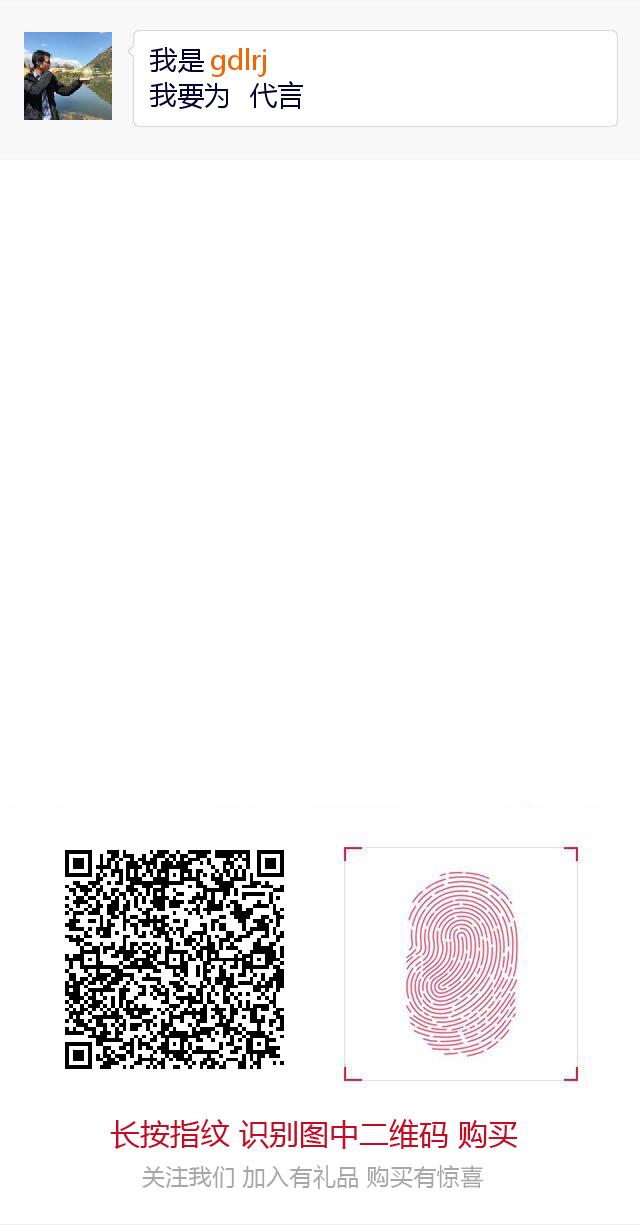 我是 gdlrj
我要为 代言
长按指纹 识别图中二维码 购买
关注我们 加入有礼品 购买有惊喜